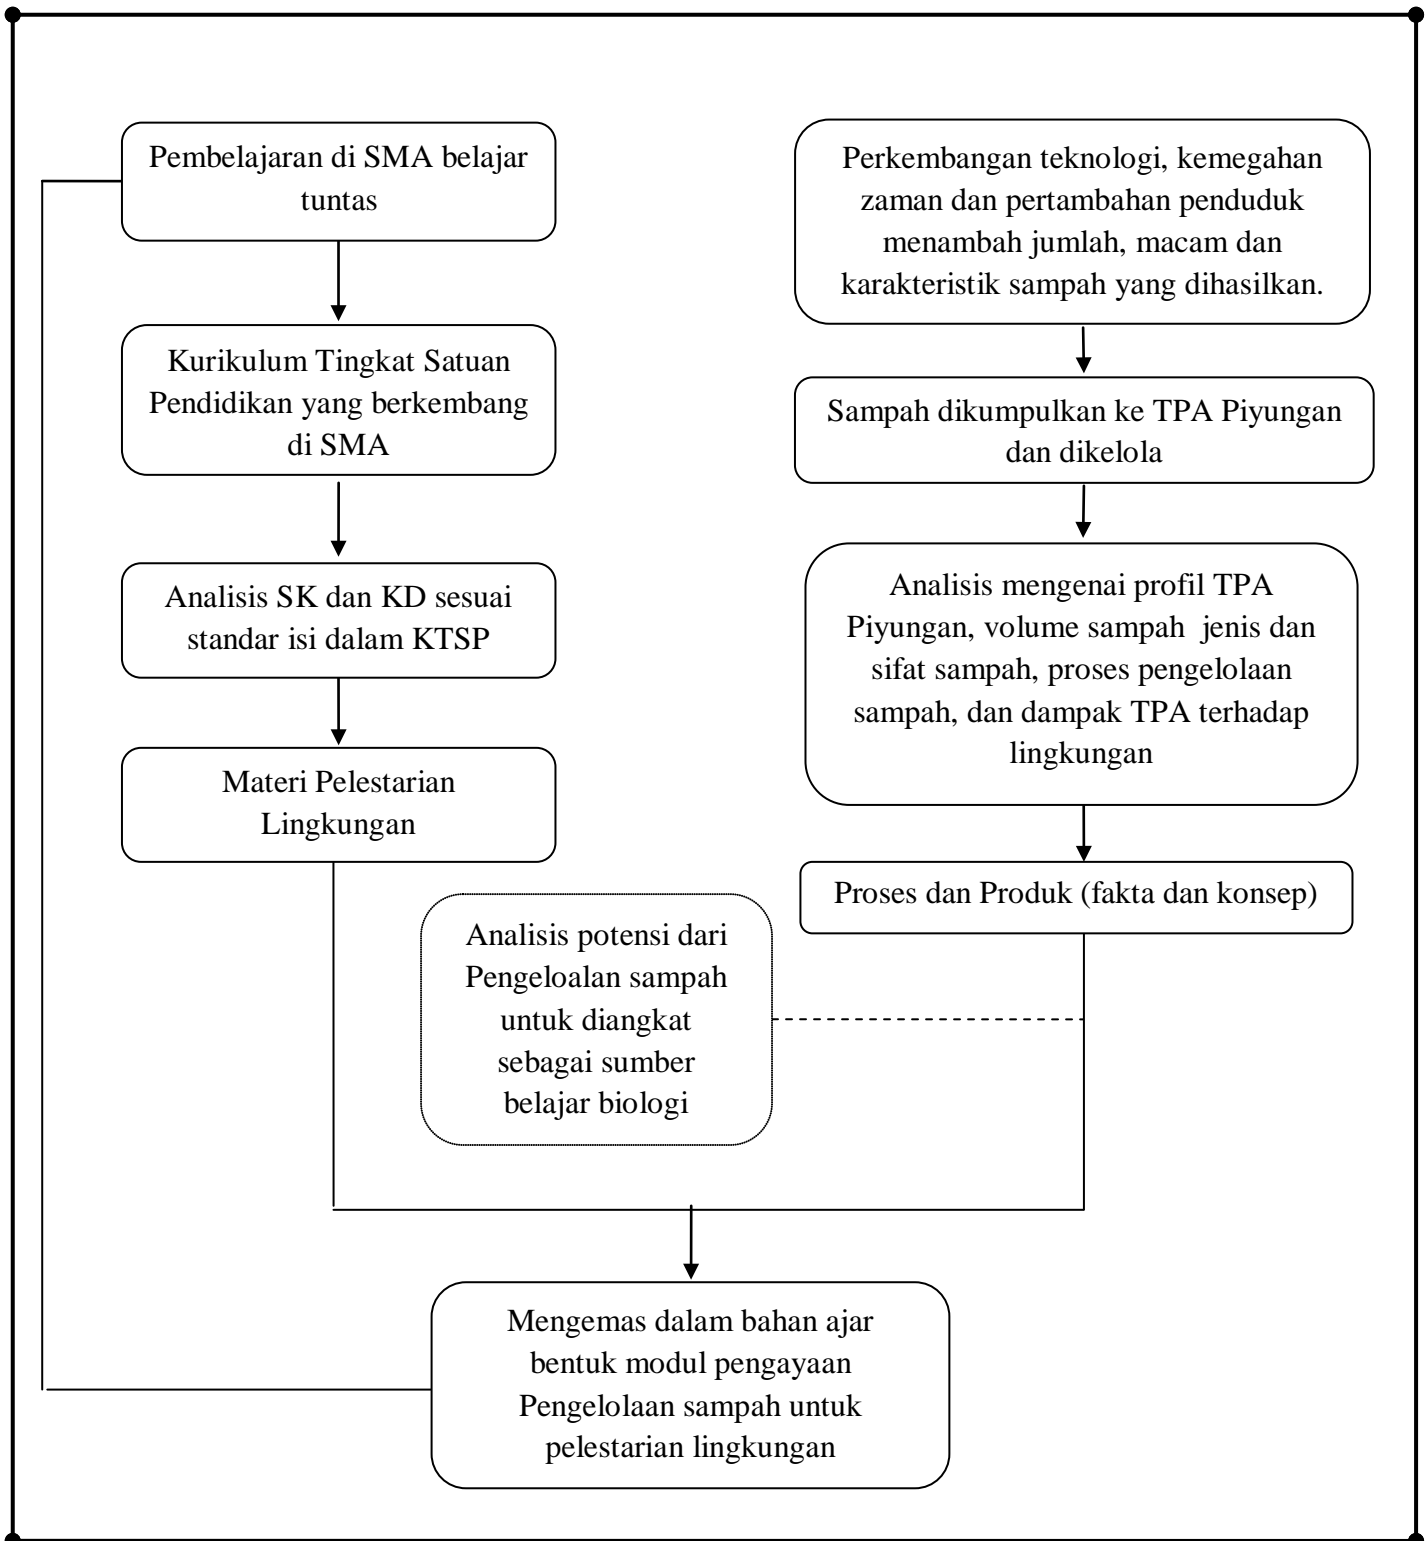 Pembelajaran di SMA belajar
tuntas
Kurikulum Tingkat Satuan
Pendidikan yang berkembang
di SMA
Analisis SK dan KD sesuai
standar isi dalam KTSP
Materi Pelestarian
Lingkungan
Perkembangan teknologi, kemegahan
zaman dan pertambahan penduduk
menambah jumlah, macam dan
karakteristik sampah yang dihasilkan.
Sampah dikumpulkan ke TPA Piyungan
dan dikelola
Analisis mengenai profil TPA
Piyungan, volume sampah  jenis dan
sifat sampah, proses pengelolaan
sampah, dan dampak TPA terhadap
lingkungan
Proses dan Produk (fakta dan konsep)
Analisis potensi dari
Pengeloalan sampah
untuk diangkat
sebagai sumber
belajar biologi
Mengemas dalam bahan ajar
bentuk modul pengayaan
Pengelolaan sampah untuk
pelestarian lingkungan